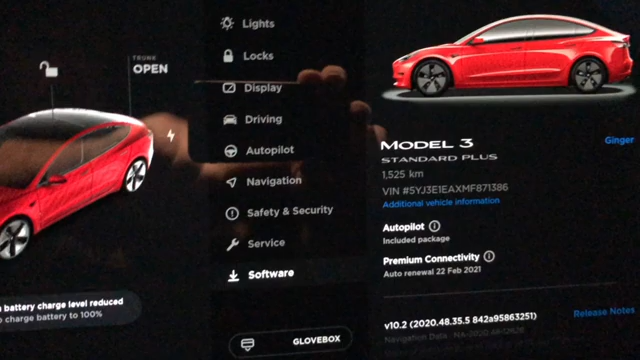 Lights
Locks
Display
Driving
Autopilot
Navigation
Safety & Security
Service
Software
GLOVEBOX
TRUNK
OPEN
battery charge level reduced
charge battery to 100%
MODEL 3
STANDARD PLUS
Ginger
1,525 km
VIN #5YJ3E1EAXMF871386
Additional vehicle information
Autopilot
Included package
Premium Connectivity
Auto renewal 22 Feb 2021
v10.2 (2020.48.35.5 842a95863251)
Release Notes
Navigation Data